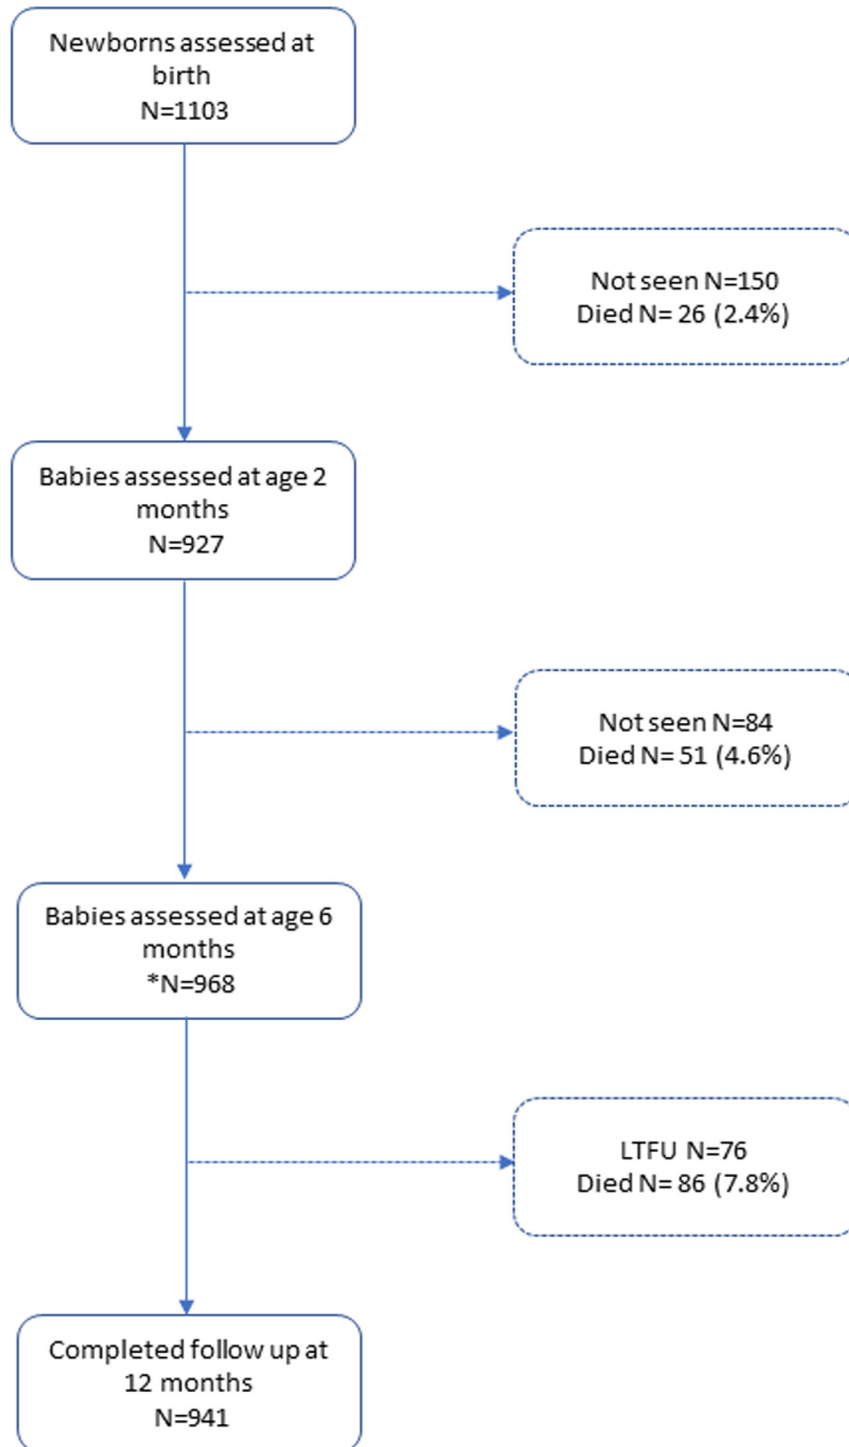 Newborns assessed at
birth
N=1103
Not seen N=150
Died N= 26 (2.4%)
Babies assessed at age 2
months
N=927
Not seen N=84
Died N= 51 (4.6%)
Babies assessed at age 6
months
*N=968
LTFU N=76
Died N= 86 (7.8%)
Completed follow up at
12 months
N=941